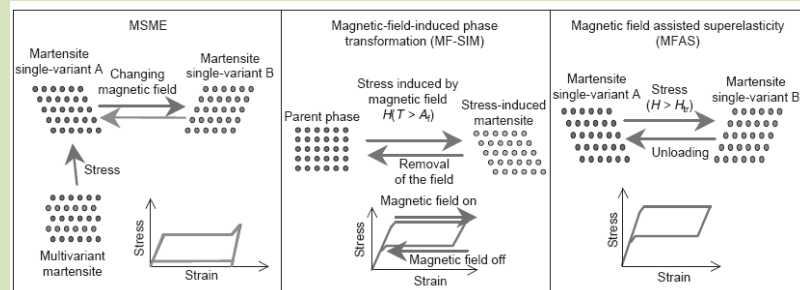 MSME
Martensite
single-variant A
Changing
magnetic field
Martensite
single-variant B
Stress
Multivariant
martensite
Stress
Strain
Magnetic-field-induced phase
transformation (MF-SIM)
Parent phase
Stress induced by
magnetic field
H(T > Af)
Stress-induced
martensite
Removal
of the field
Magnetic field on
Stress
Magnetic field off
Strain
Magnetic field assisted superelasticity
(MFAS)
Martensite
single-variant A
Stress
(H > Htr)
Martensite
single-variant B
Unloading
Stress
Strain